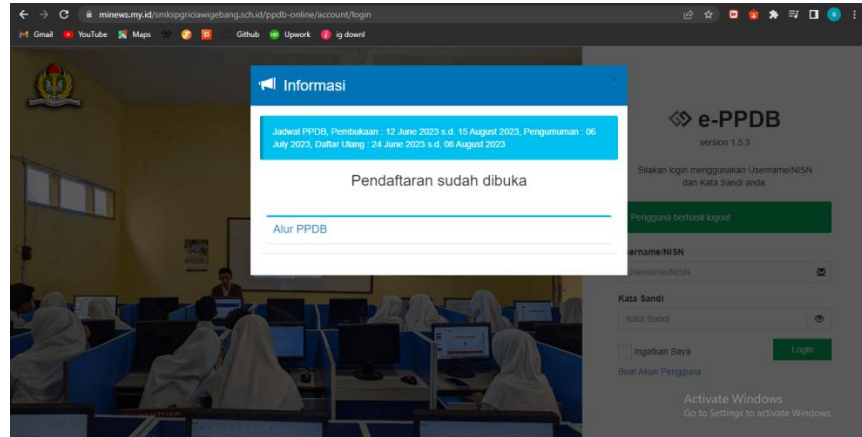 minews.my.id/smkspgriciawigebang.sch.id/ppdb-online/account/login
Gmail
YouTube
Maps
Github
Upwork
ig downl
Informasi
Jadwal PPDB, Pembukaan : 12 June 2023 s.d. 15 August 2023, Pengumuman : 06
July 2023, Daftar Ulang : 24 June 2023 s.d. 08 August 2023
Pendaftaran sudah dibuka
Alur PPDB
e-PPDB
version 1.5.3
Silakan login menggunakan Username/NISN
dan Kata Sandi anda.
Pengguna berhasil logout
ername/NISN
Username/NISN
Kata Sandi
Kata Sandi
Ingatkan Saya
Login
Buat Akun Pengguna
Activate Windows
Go to Settings to activate Windows.